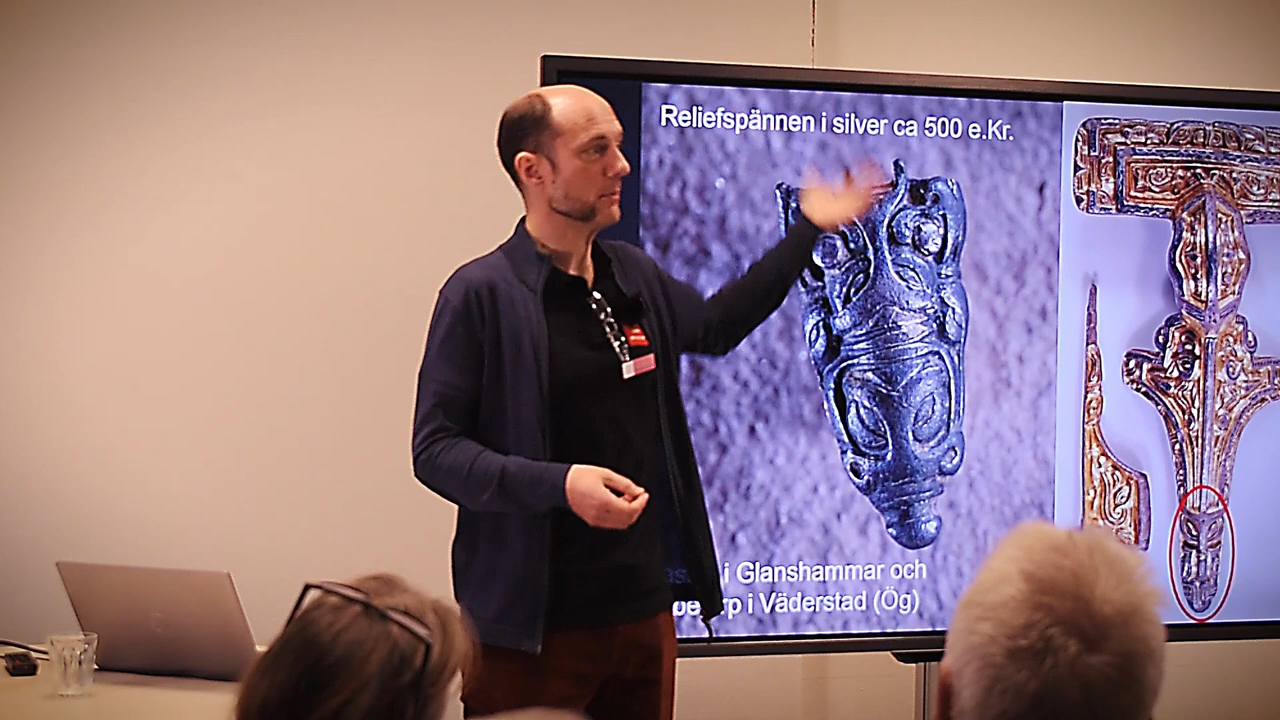 Reliefspännen i silver ca 500 e.Kr.
i Glanshammar och
i Väderstad (Ög)